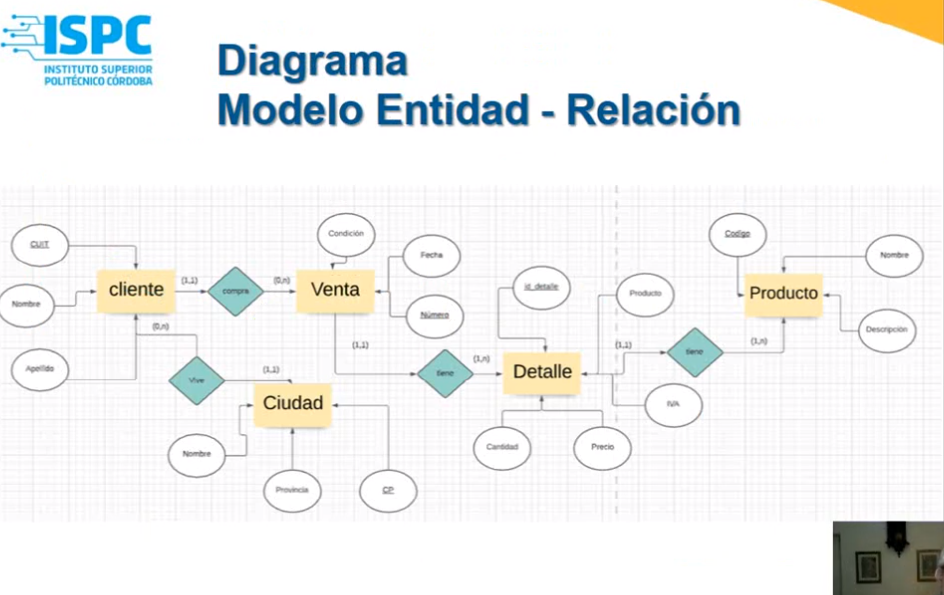 ISPC
INSTITUTO SUPERIOR
POLITÉCNICO CÓRDOBA
Diagrama
Modelo Entidad - Relación
CUIT
Nombre
Apellido
cliente
(1,1)
compra
(0,n)
Venta
Condición
Fecha
Número
(0,n)
Vive
(1,1)
Ciudad
Nombre
Provincia
CP
(1,1)
tiene
(1,n)
Detalle
id_detalle
Producto
IVA
Cantidad
Precio
(1,1)
tiene
(1,n)
Producto
Codigo
Nombre
Descripción